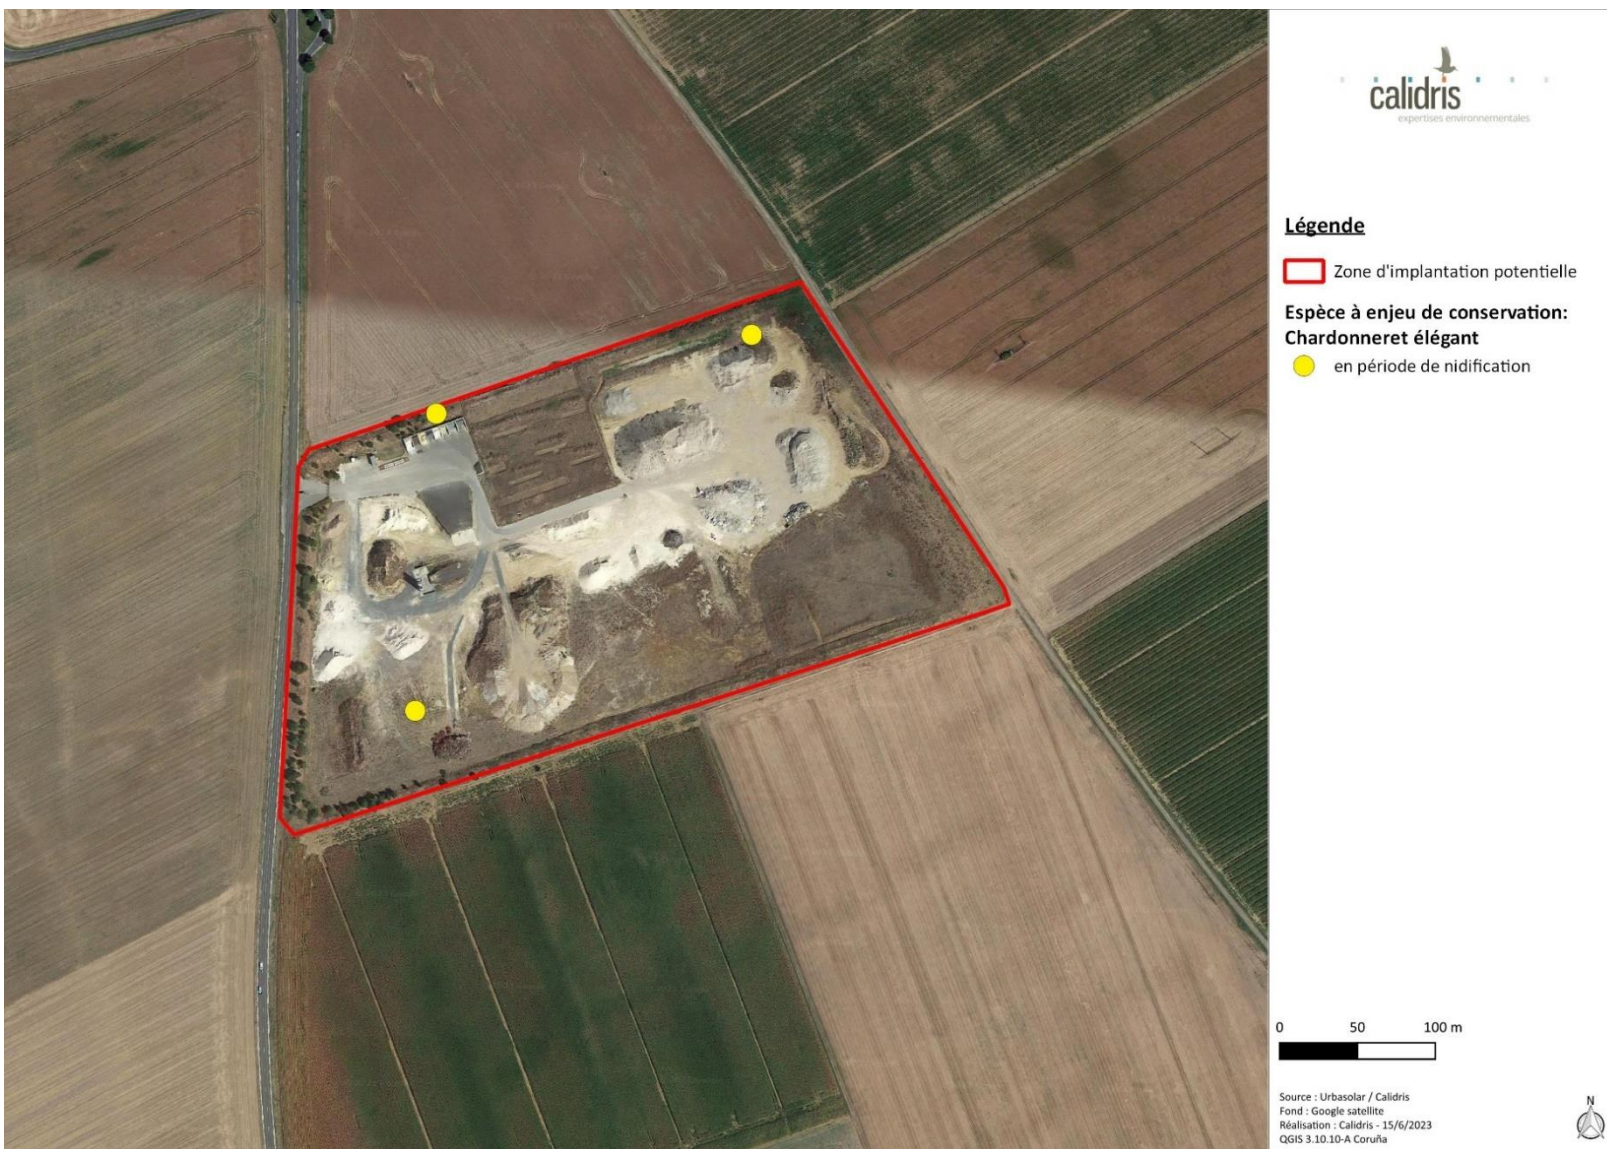 calidris
expertises environnementales
Légende
Zone d'implantation potentielle
Espèce à enjeu de conservation:
Chardonneret élégant
en période de nidification
0 50 100 m
Source : Urbasolar / Calidris
Fond : Google satellite
Réalisation : Calidris - 15/6/2023
QGIS 3.10.10-A Coruña
N